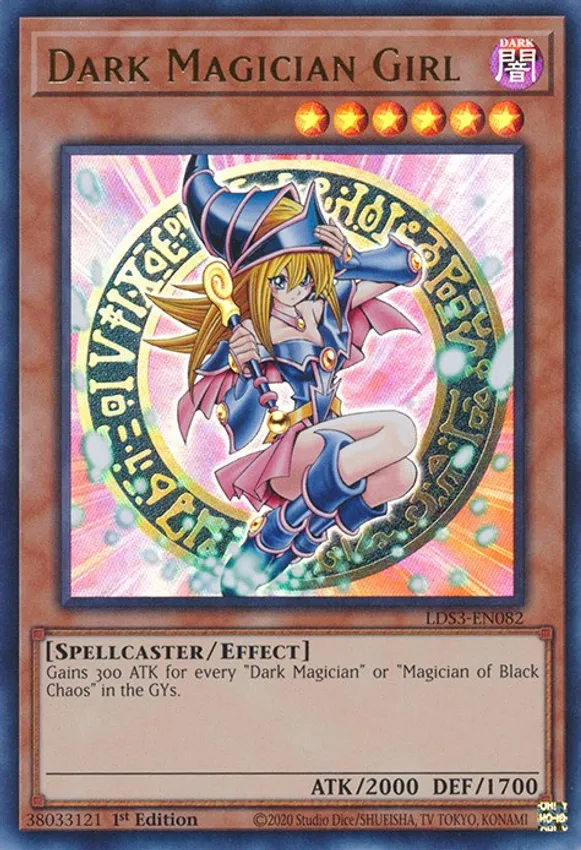 Dark Magician Girl
DARK
闇
LDS3-EN082
[Spellcaster/Effect]
Gains 300 ATK for every "Dark Magician" or "Magician of Black
Chaos" in the GYs.
ATK/2000 DEF/1700
38033121 1st Edition
©2020 Studio Dice/SHUEISHA, TV TOKYO, KONAMI